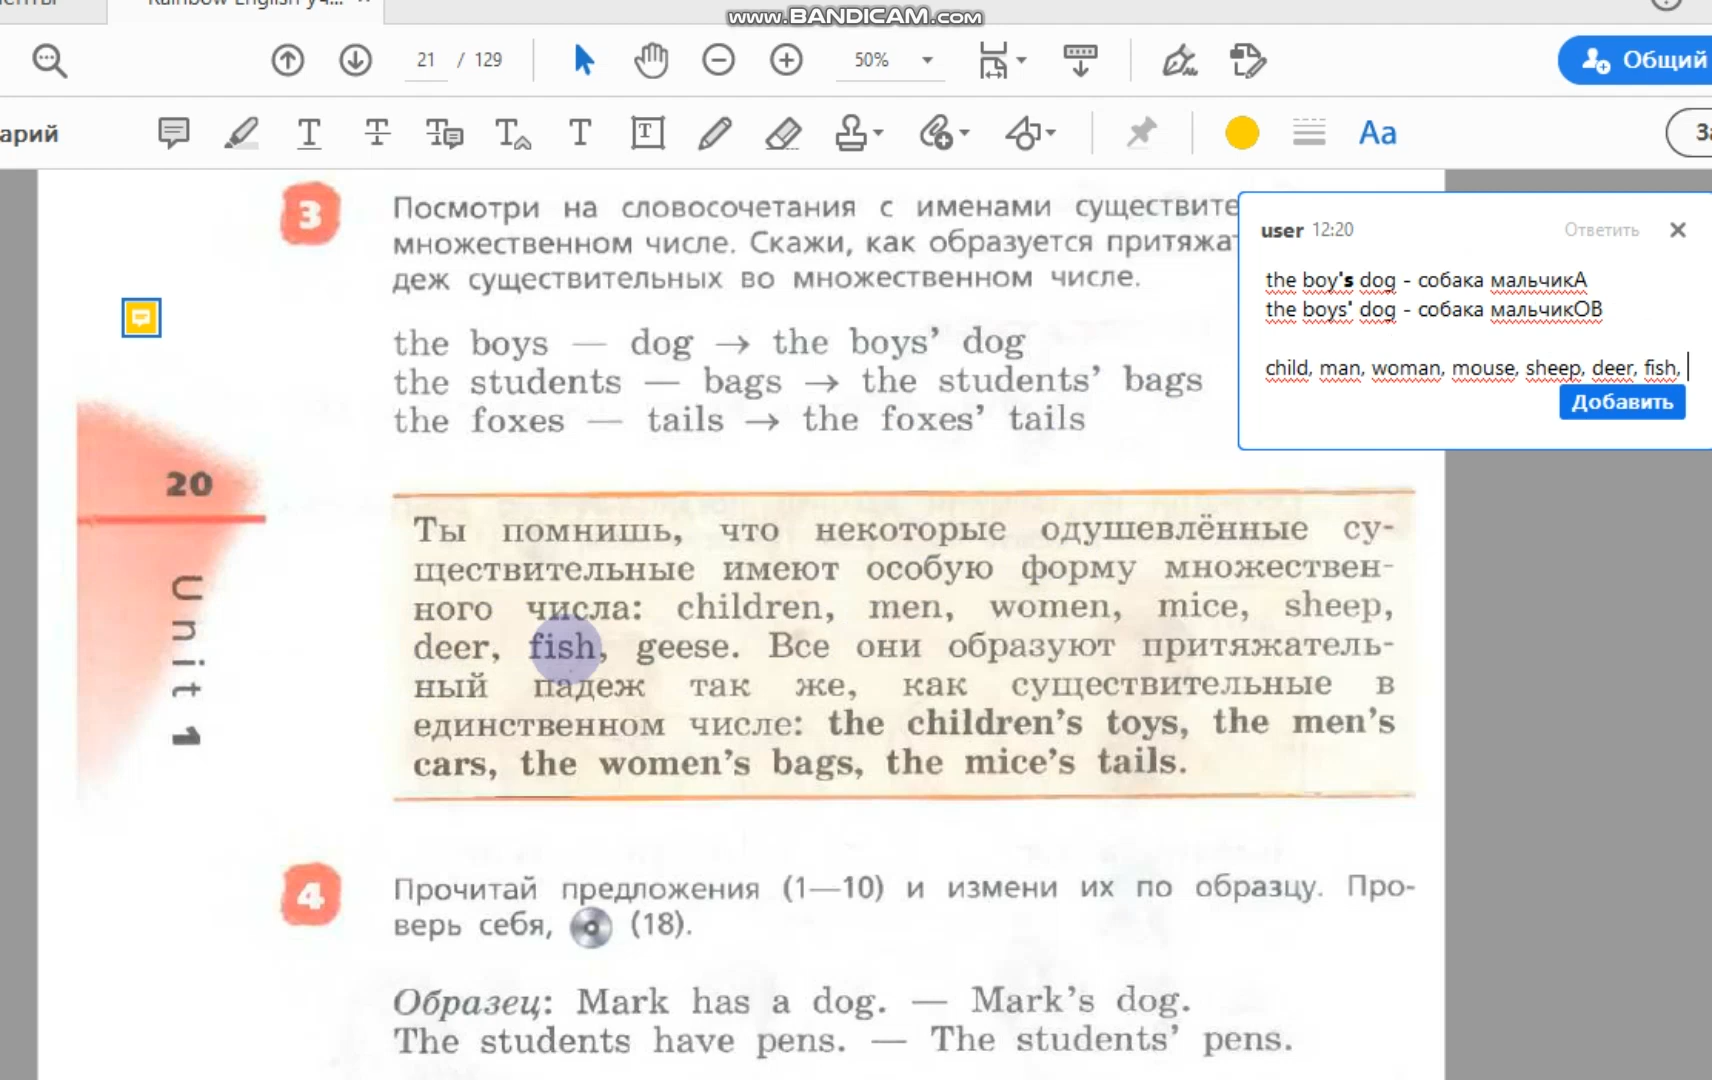 www.BANDICAM.com
21 / 129
50%
Общий
арий
Aa
3
Посмотри на словосочетания с именами существите
множественном числе. Скажи, как образуется притяжа
деж существительных во множественном числе.
the boys — dog → the boys’ dog
the students — bags → the students’ bags
the foxes — tails → the foxes’ tails
user 12:20 Ответить
the boy's dog - собака мальчикА
the boys' dog - собака мальчикОВ
child, man, woman, mouse, sheep, deer, fish,
Добавить
20
Unit 1
Ты помнишь, что некоторые одушевлённые су-
ществительные имеют особую форму множествен-
ного числа: children, men, women, mice, sheep,
deer, fish, geese. Все они образуют притяжатель-
ный падеж так же, как существительные в
единственном числе: the children’s toys, the men’s
cars, the women’s bags, the mice’s tails.
4
Прочитай предложения (1—10) и измени их по образцу. Про-
верь себя, (18).
Образец: Mark has a dog. — Mark’s dog.
The students have pens. — The students’ pens.